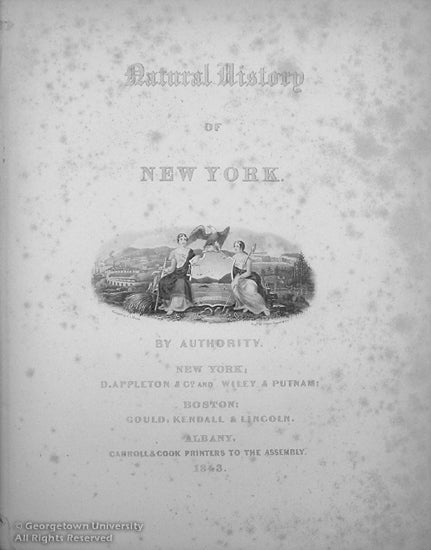 Natural History
OF
NEW YORK.
BY AUTHORITY.
NEW YORK;
D. APPLETON & Co. AND WILEY & PUTNAM:
BOSTON:
GOULD, KENDALL & LINCOLN.
ALBANY,
CARROLL & COOK PRINTERS TO THE ASSEMBLY.
1843.
© Georgetown University
All Rights Reserved